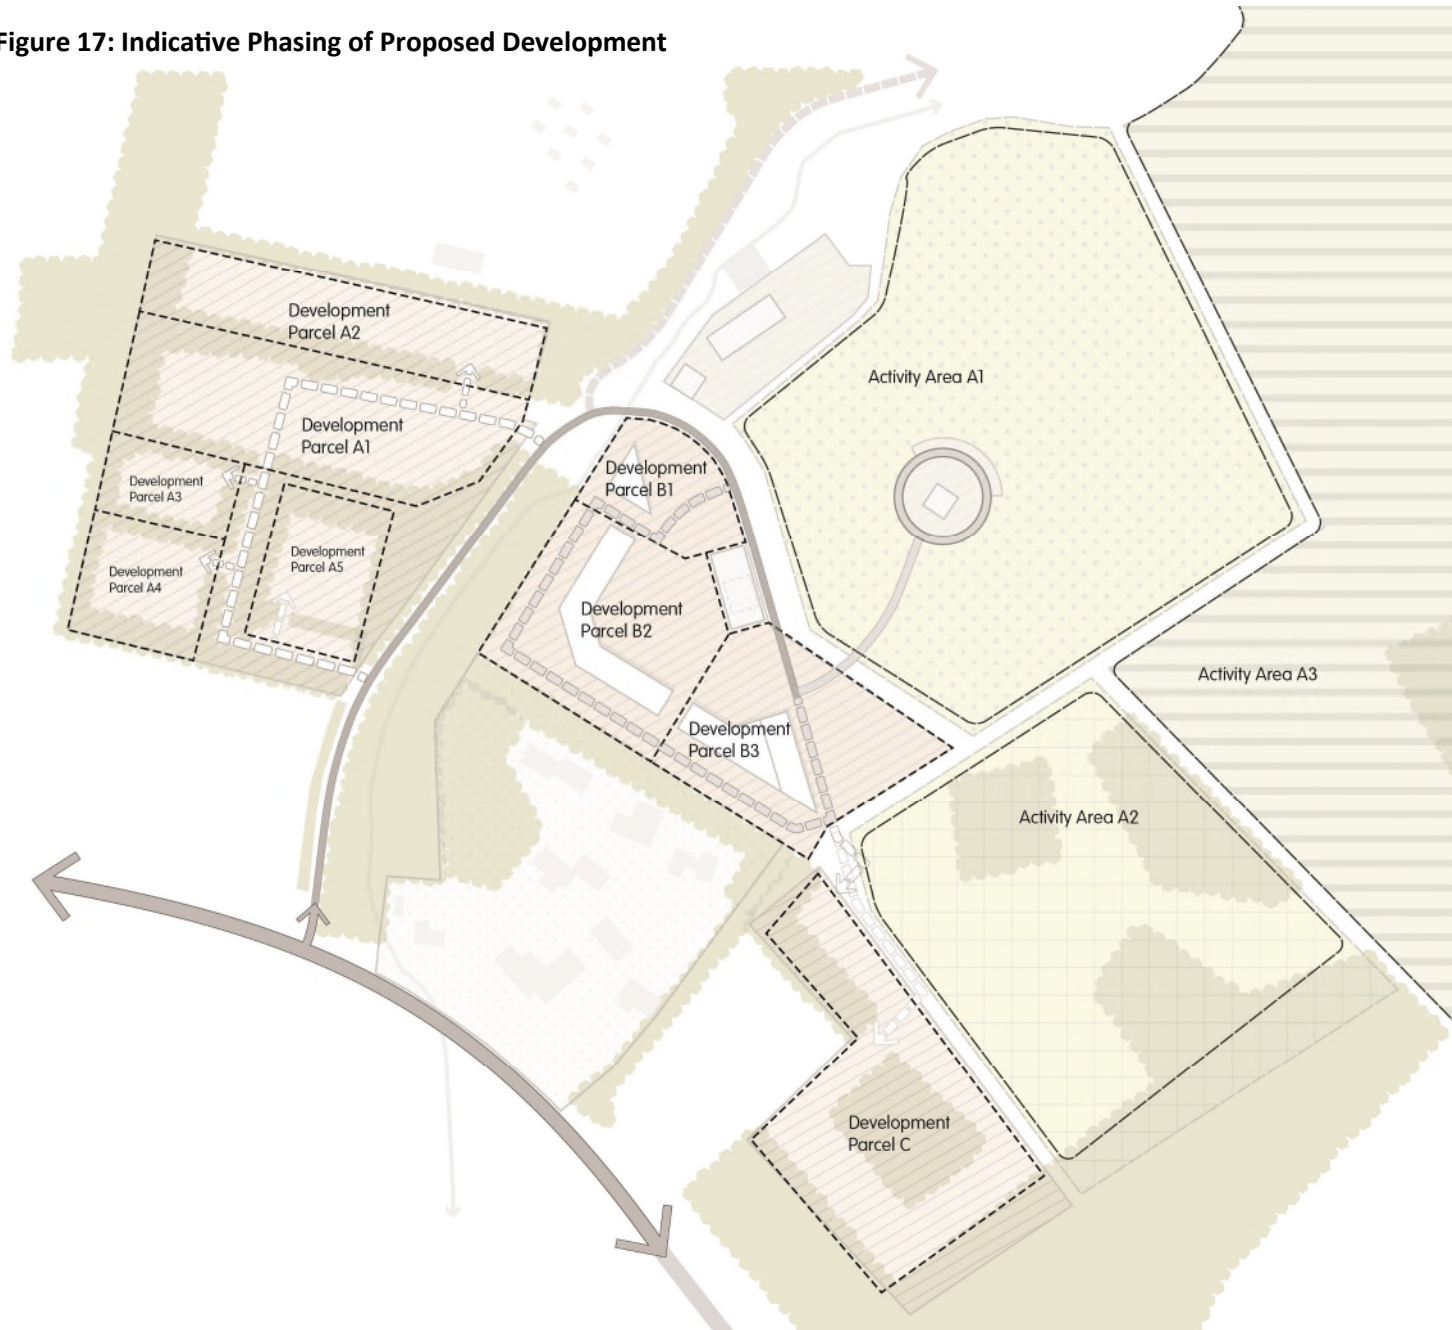 Figure 17: Indicative Phasing of Proposed Development
Development
Parcel A2
Activity Area A1
Development
Parcel A1
Development
Parcel B1
Development
Parcel A3
Development
Parcel A5
Development
Parcel A4
Development
Parcel B2
Activity Area A3
Development
Parcel B3
Activity Area A2
Development
Parcel C